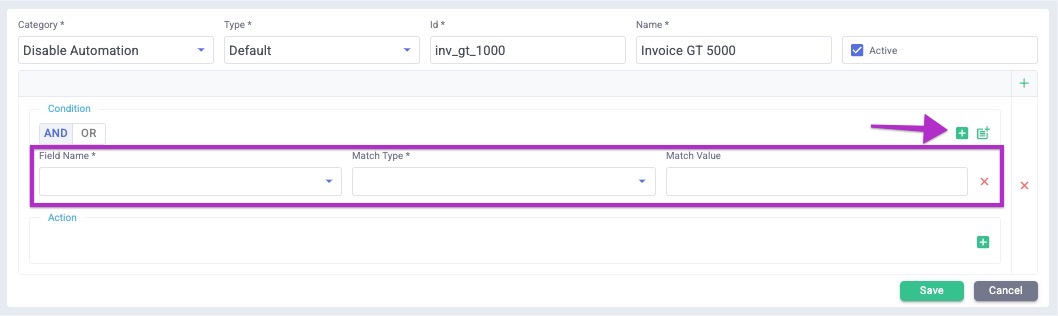 Category * Type * Id * Name *
Disable Automation Default inv_gt_1000 Invoice GT 5000 Active
Condition
AND OR
Field Name * Match Type * Match Value
Action
Save Cancel